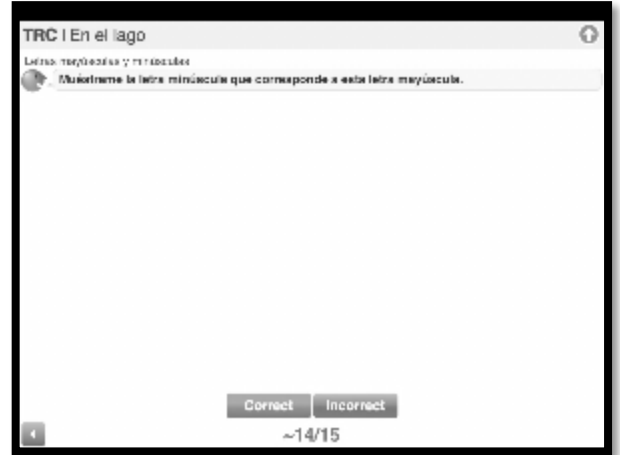 TRC | En el lago
Letras mayúsculas y minúsculas
Muéstrame la letra minúscula que corresponde a esta letra mayúscula.
Correct Incorrect
~14/15